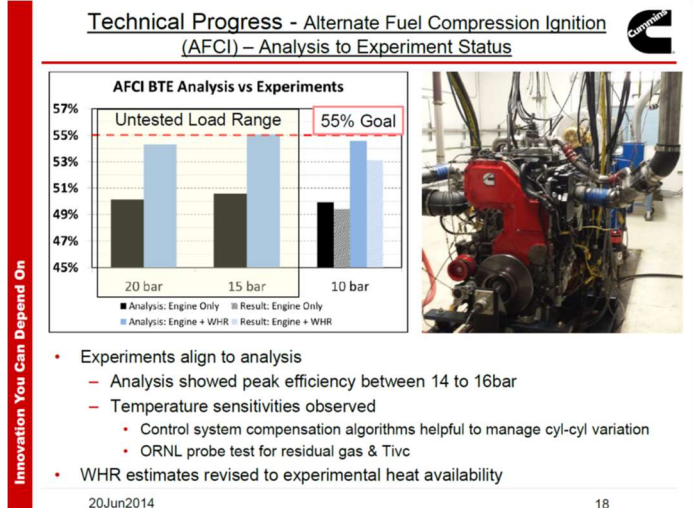 Technical Progress - Alternate Fuel Compression Ignition
(AFCI) – Analysis to Experiment Status
Cummins
AFCI BTE Analysis vs Experiments
57%
55%
53%
51%
49%
47%
45%
Untested Load Range
55% Goal
20 bar
15 bar
10 bar
Analysis: Engine Only
Result: Engine Only
Analysis: Engine + WHR
Result: Engine + WHR
Innovation You Can Depend On
• Experiments align to analysis
– Analysis showed peak efficiency between 14 to 16bar
– Temperature sensitivities observed
• Control system compensation algorithms helpful to manage cyl-cyl variation
• ORNL probe test for residual gas & Tivc
• WHR estimates revised to experimental heat availability
20Jun2014
18